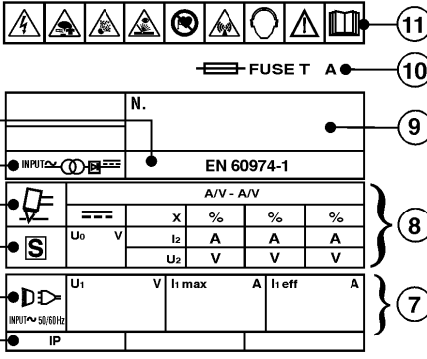 11
FUSE T A
10
N.
9
INPUT
EN 60974-1
A/V - A/V
X % % %
8
S
U0 V I2 A A A
U2 V V V
U1 V I1 max A I1 eff A
7
INPUT~ 50/60Hz
IP